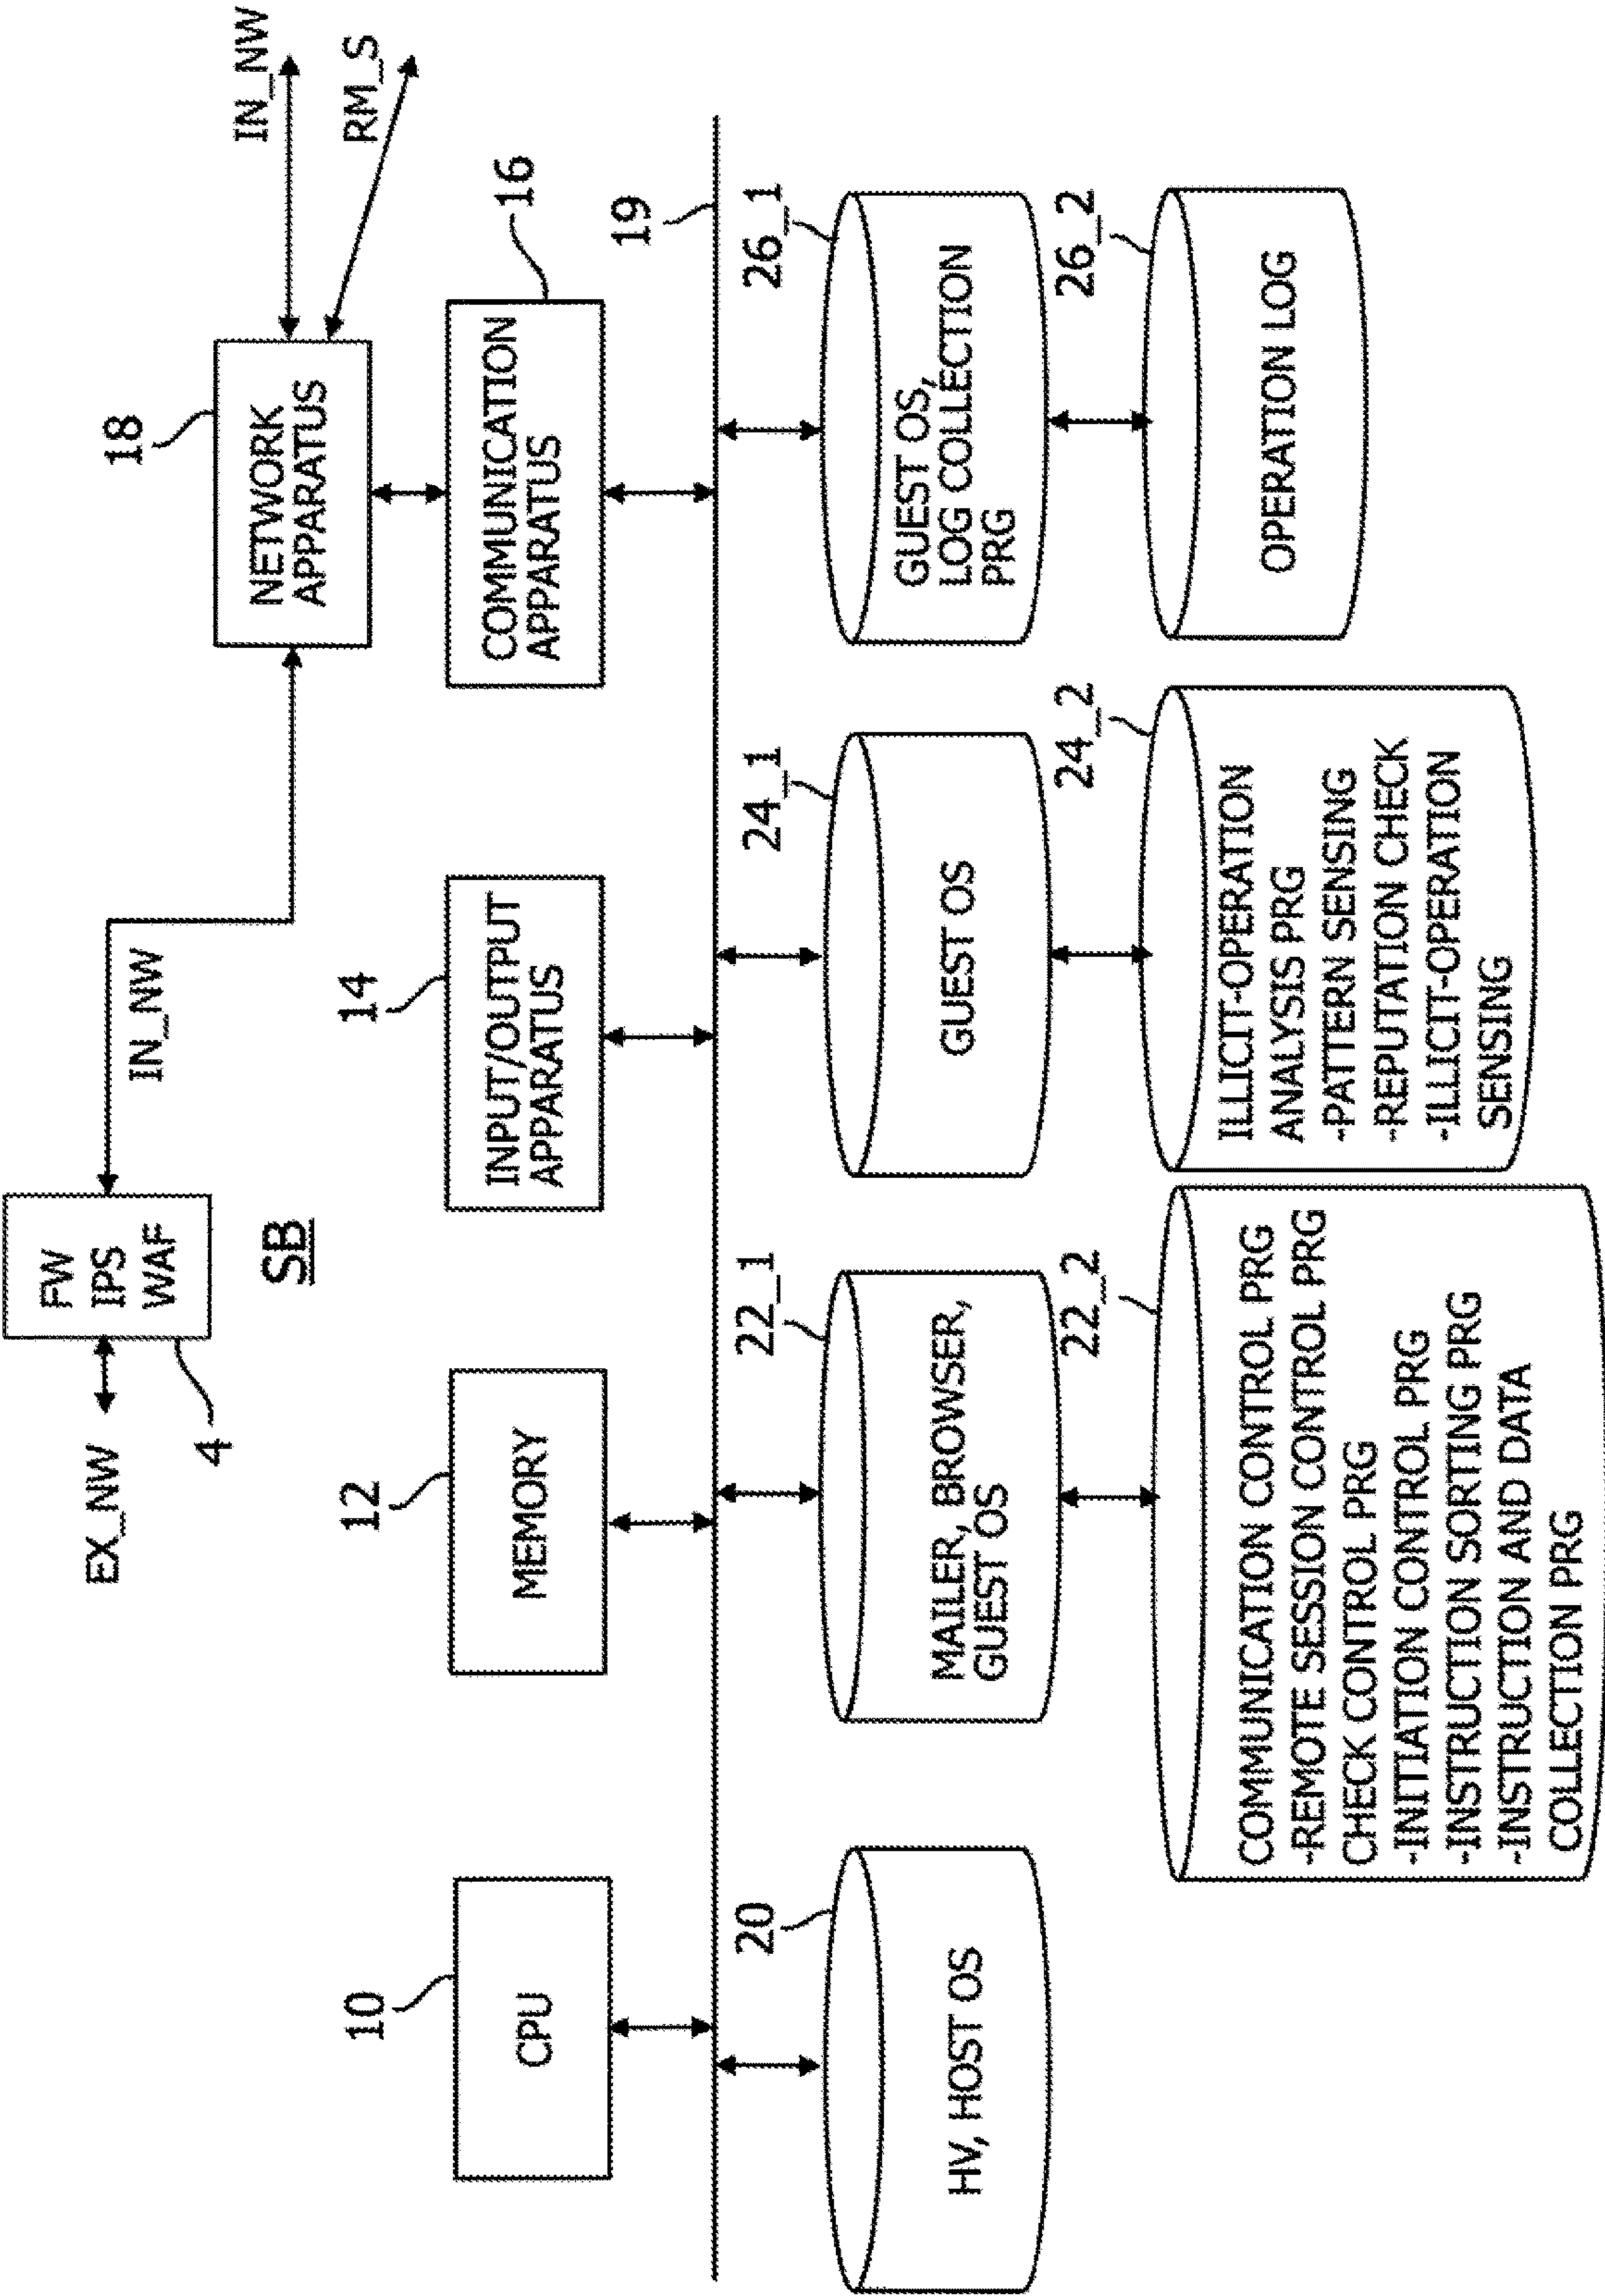 EX_NW
4
FW
IPS
WAF
SB
IN_NW
18
NETWORK
APPARATUS
IN_NW
RM_S
10
CPU
12
MEMORY
14
INPUT/OUTPUT
APPARATUS
16
COMMUNICATION
APPARATUS
19
20
HV, HOST OS
22_1
MAILER, BROWSER,
GUEST OS
24_1
GUEST OS
26_1
GUEST OS,
LOG COLLECTION
PRG
22_2
COMMUNICATION CONTROL PRG
-REMOTE SESSION CONTROL PRG
CHECK CONTROL PRG
-INITIATION CONTROL PRG
-INSTRUCTION SORTING PRG
-INSTRUCTION AND DATA
COLLECTION PRG
24_2
ILLICIT-OPERATION
ANALYSIS PRG
-PATTERN SENSING
-REPUTATION CHECK
-ILLICIT-OPERATION
SENSING
26_2
OPERATION LOG